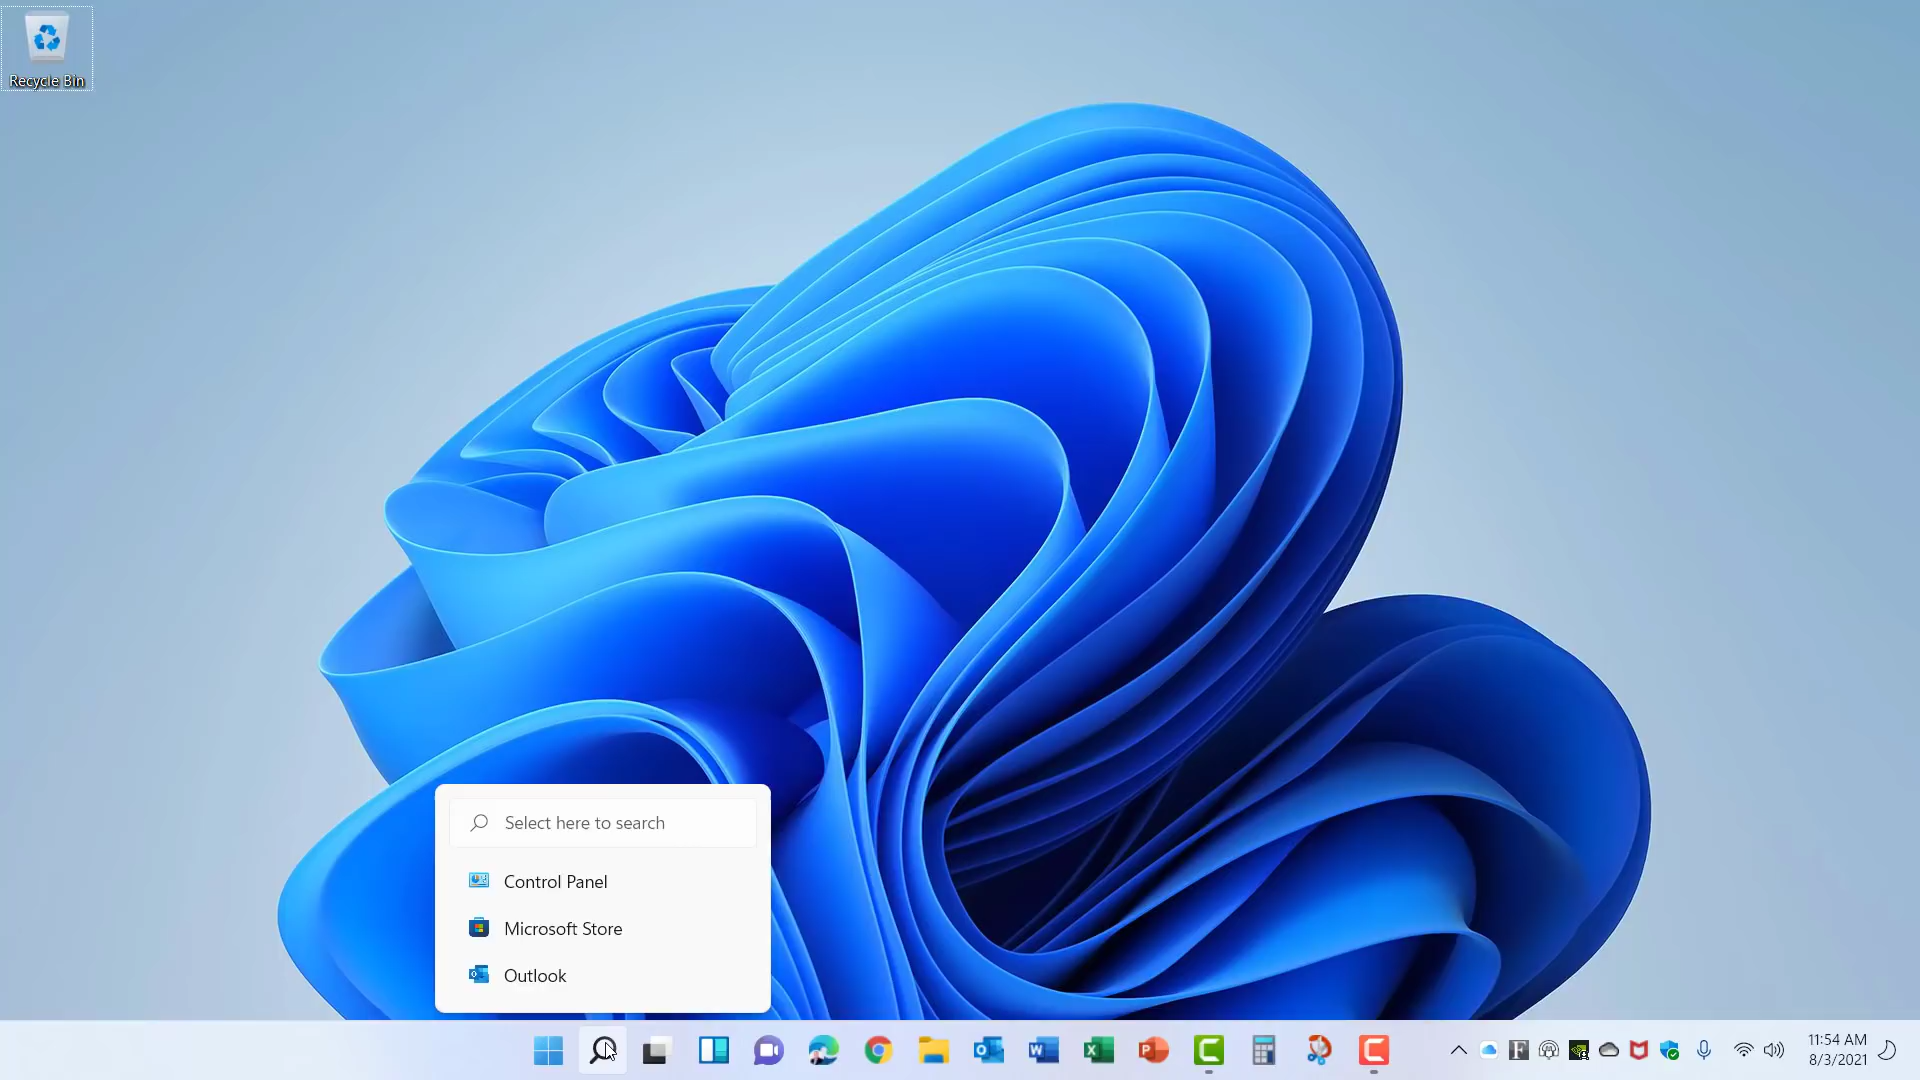 Recycle Bin
Select here to search
Control Panel
Microsoft Store
Outlook
11:54 AM
8/3/2021